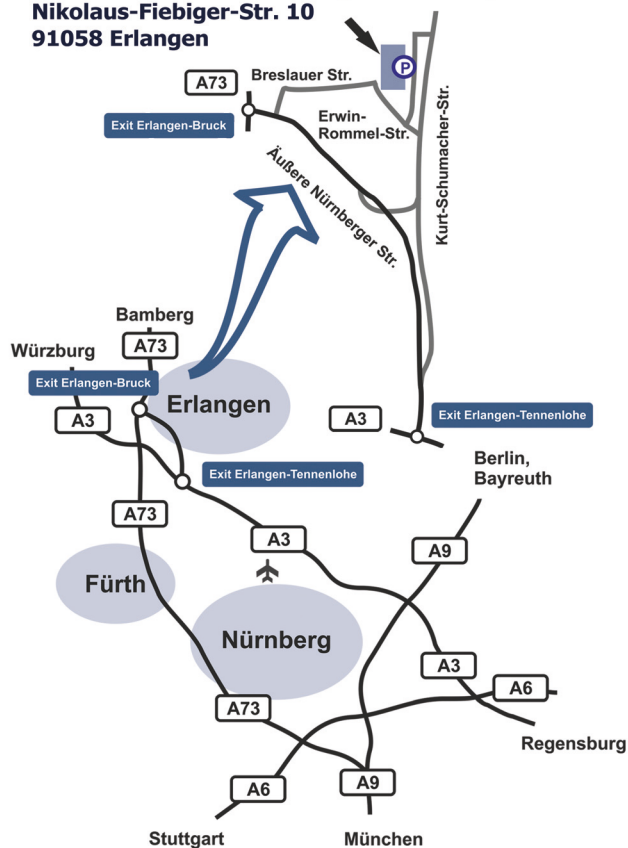 Nikolaus-Fiebiger-Str. 10
91058 Erlangen
P
A73
Breslauer Str.
Exit Erlangen-Bruck
Erwin-
Rommel-Str.
Kurt-Schumacher-Str.
Äußere Nürnberger Str.
Bamberg
A73
Würzburg
Exit Erlangen-Bruck
A3
Erlangen
A3
Exit Erlangen-Tennenlohe
Exit Erlangen-Tennenlohe
Berlin,
Bayreuth
A73
A3
A9
Fürth
Nürnberg
A3
A6
A73
Regensburg
A6
A9
Stuttgart
München